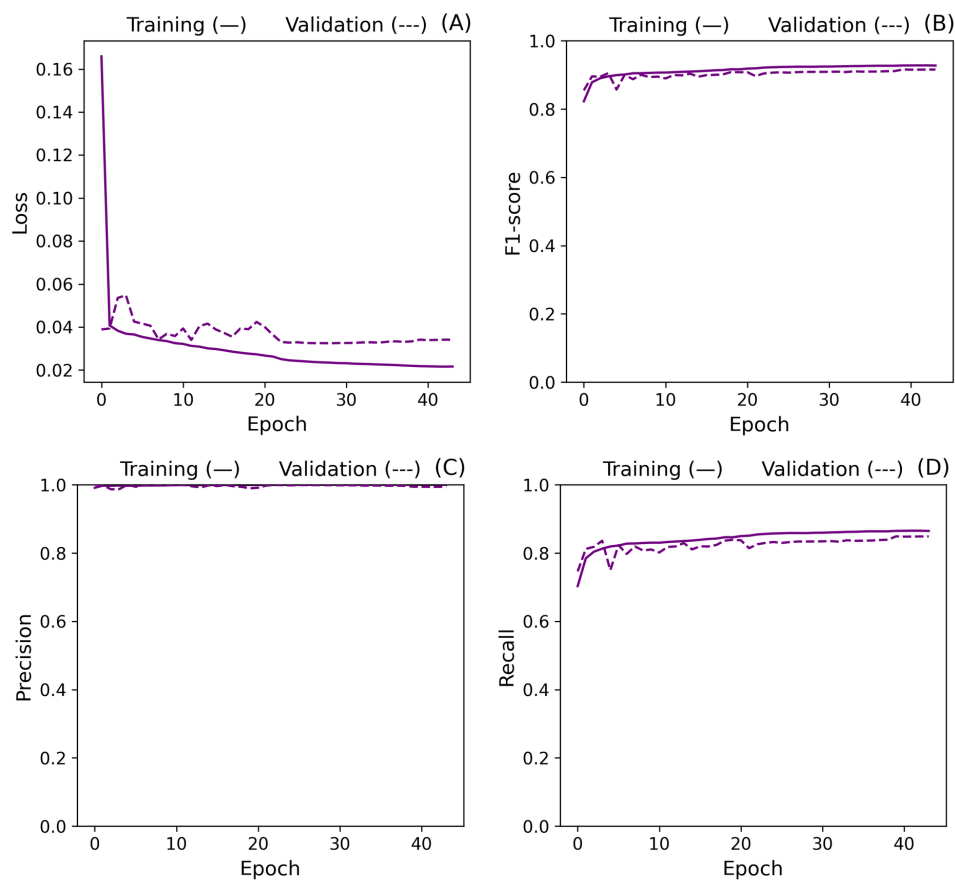 Training (—) Validation (---) (A)
0.16
0.14
0.12
0.10
0.08
0.06
0.04
0.02
Loss
0 10 20 30 40
Epoch
Training (—) Validation (---) (B)
1.0
0.8
0.6
0.4
0.2
0.0
F1-score
0 10 20 30 40
Epoch
Training (—) Validation (---) (C)
1.0
0.8
0.6
0.4
0.2
0.0
Precision
0 10 20 30 40
Epoch
Training (—) Validation (---) (D)
1.0
0.8
0.6
0.4
0.2
0.0
Recall
0 10 20 30 40
Epoch